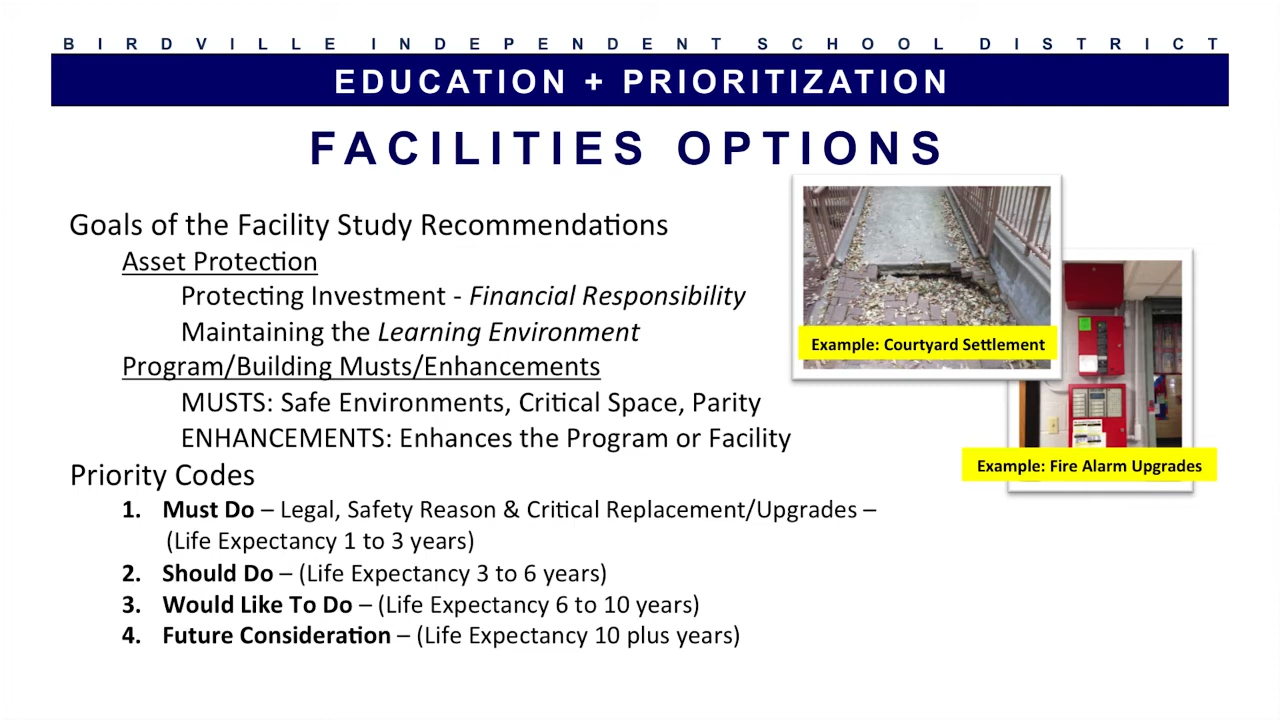 BIRDVILLE INDEPENDENT SCHOOL DISTRICT
EDUCATION + PRIORITIZATION
FACILITIES OPTIONS
Goals of the Facility Study Recommendations
Asset Protection
Protecting Investment - Financial Responsibility
Maintaining the Learning Environment
Program/Building Musts/Enhancements
MUSTS: Safe Environments, Critical Space, Parity
ENHANCEMENTS: Enhances the Program or Facility
Priority Codes
1. Must Do – Legal, Safety Reason & Critical Replacement/Upgrades –
(Life Expectancy 1 to 3 years)
2. Should Do – (Life Expectancy 3 to 6 years)
3. Would Like To Do – (Life Expectancy 6 to 10 years)
4. Future Consideration – (Life Expectancy 10 plus years)
Example: Courtyard Settlement
Example: Fire Alarm Upgrades